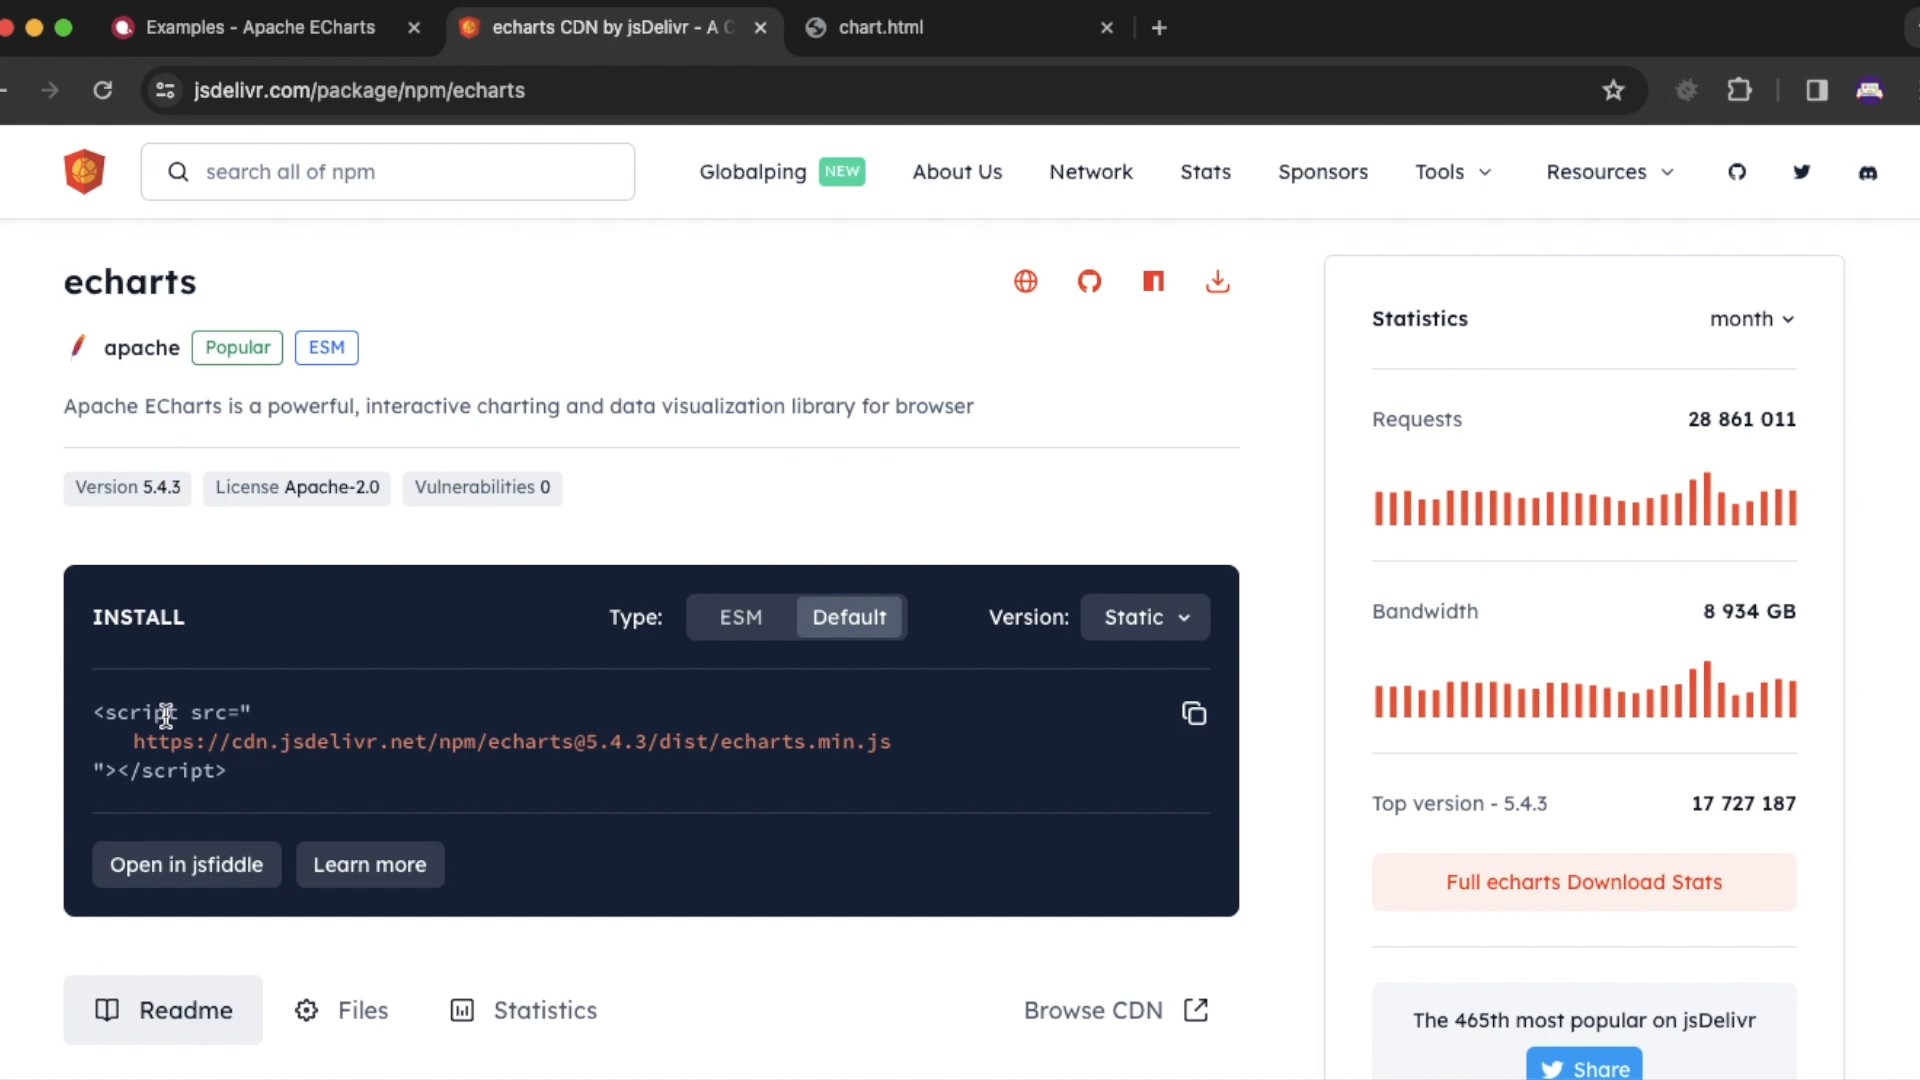 Examples - Apache ECharts
echarts CDN by jsDelivr - A C
chart.html
jsdelivr.com/package/npm/echarts
search all of npm
Globalping NEW
About Us
Network
Stats
Sponsors
Tools
Resources
echarts
apache Popular ESM
Apache ECharts is a powerful, interactive charting and data visualization library for browser
Version 5.4.3 License Apache-2.0 Vulnerabilities 0
INSTALL Type: ESM Default Version: Static
<script src="
https://cdn.jsdelivr.net/npm/echarts@5.4.3/dist/echarts.min.js
"></script>
Open in jsfiddle Learn more
Readme Files Statistics Browse CDN
Statistics month
Requests 28 861 011
Bandwidth 8 934 GB
Top version - 5.4.3 17 727 187
Full echarts Download Stats
The 465th most popular on jsDelivr
Share